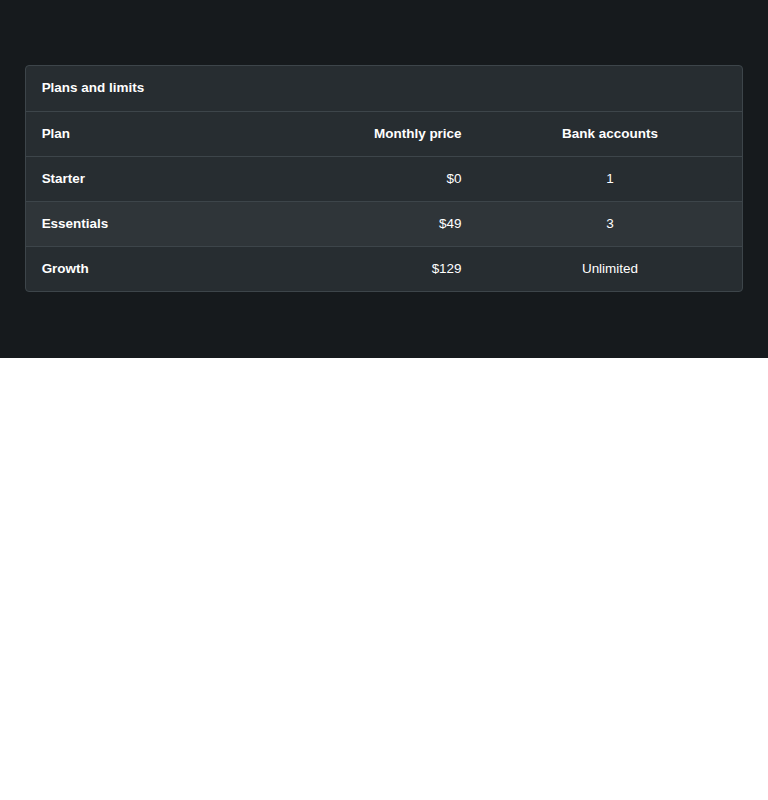 Plans and limits
Plan Monthly price Bank accounts
Starter $0 1
Essentials $49 3
Growth $129 Unlimited